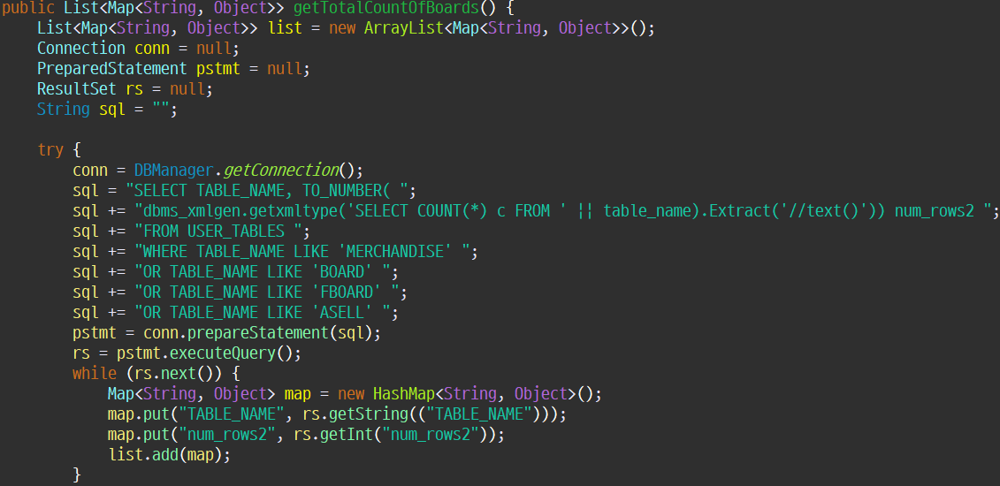 public List<Map<String, Object>> getTotalCountOfBoards() {
    List<Map<String, Object>> list = new ArrayList<Map<String, Object>>();
    Connection conn = null;
    PreparedStatement pstmt = null;
    ResultSet rs = null;
    String sql = "";

    try {
        conn = DBManager.getConnection();
        sql = "SELECT TABLE_NAME, TO_NUMBER( ";
        sql += "dbms_xmlgen.getxmltype('SELECT COUNT(*) c FROM ' || table_name).Extract('//text()')) num_rows2 ";
        sql += "FROM USER_TABLES ";
        sql += "WHERE TABLE_NAME LIKE 'MERCHANDISE' ";
        sql += "OR TABLE_NAME LIKE 'BOARD' ";
        sql += "OR TABLE_NAME LIKE 'FBOARD' ";
        sql += "OR TABLE_NAME LIKE 'ASELL' ";
        pstmt = conn.prepareStatement(sql);
        rs = pstmt.executeQuery();
        while (rs.next()) {
            Map<String, Object> map = new HashMap<String, Object>();
            map.put("TABLE_NAME", rs.getString(("TABLE_NAME")));
            map.put("num_rows2", rs.getInt("num_rows2"));
            list.add(map);
        }